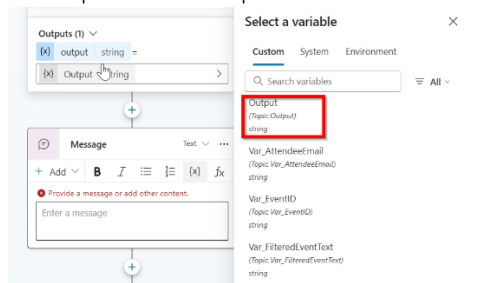 Outputs (1)
{x} output string =
{x} Output string
Message
Text
+ Add B I {x} fx
Provide a message or add other content.
Enter a message
Select a variable
Custom System Environment
Search variables
All
Output
(Topic.Output)
string
Var_AttendeeEmail
(Topic.Var_AttendeeEmail)
string
Var_EventID
(Topic.Var_EventID)
string
Var_FilteredEventText
(Topic.Var_FilteredEventText)
string